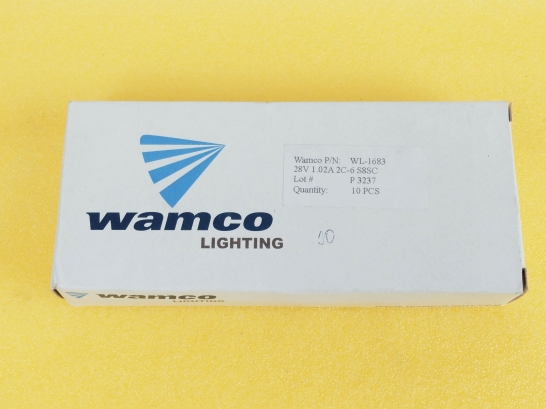 wamco
LIGHTING
Wamco P/N: WL-1683
28V 1.02A 2C-6 S8SC
Lot # P 3237
Quantity: 10 PCS
10
wamco
LIGHTING